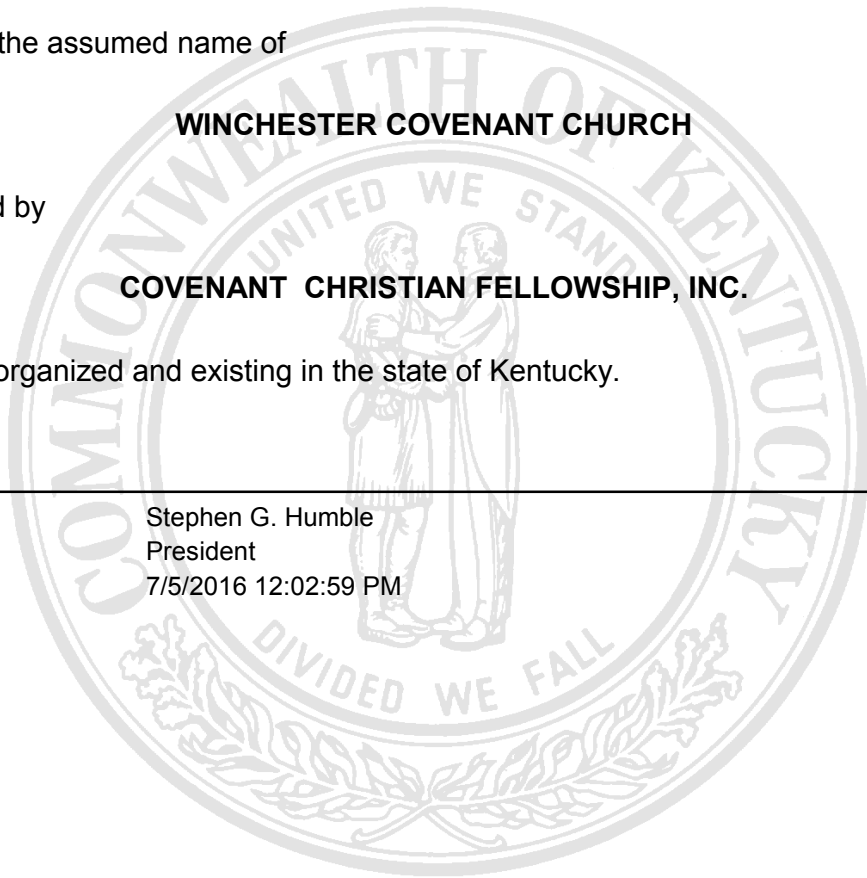 the assumed name of
WINCHESTER COVENANT CHURCH
d by
COVENANT  CHRISTIAN FELLOWSHIP, INC.
organized and existing in the state of Kentucky.
Stephen G. Humble
President
7/5/2016 12:02:59 PM
COMMONWEALTH OF KENTUCKY
UNITED WE STAND
DIVIDED WE FALL